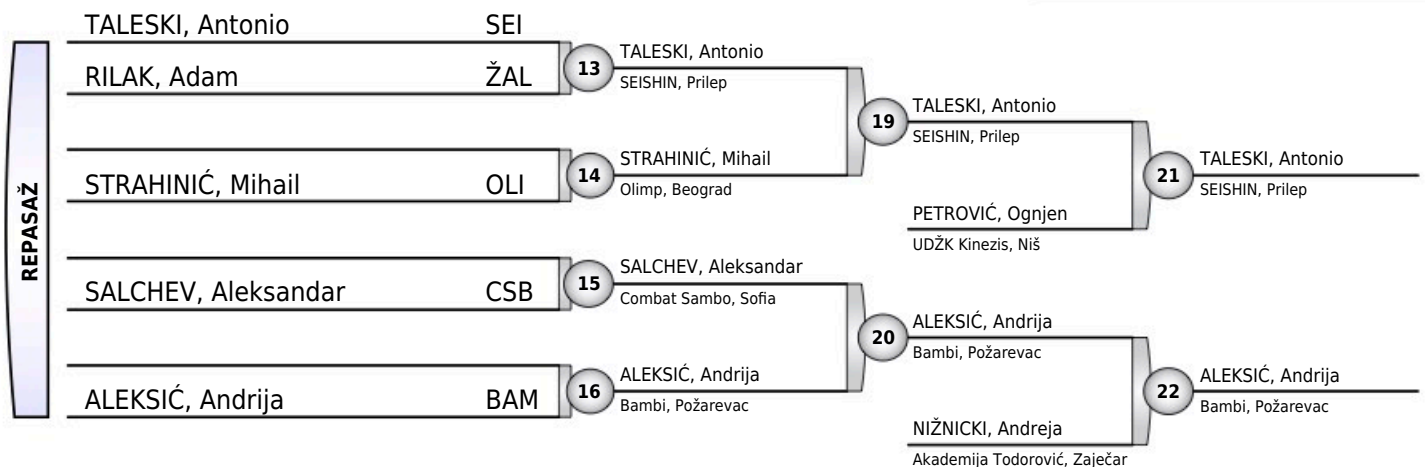 TALESKI, Antonio SEI
RILAK, Adam ŽAL
STRAHINIĆ, Mihail OLI
SALCHEV, Aleksandar CSB
ALEKSIĆ, Andrija BAM
REPASAŽ
13
TALESKI, Antonio
SEISHIN, Prilep
14
STRAHINIĆ, Mihail
Olimp, Beograd
15
SALCHEV, Aleksandar
Combat Sambo, Sofia
16
ALEKSIĆ, Andrija
Bambi, Požarevac
19
TALESKI, Antonio
SEISHIN, Prilep
PETROVIĆ, Ognjen
UDŽK Kinezis, Niš
20
ALEKSIĆ, Andrija
Bambi, Požarevac
NIŽNICKI, Andreja
Akademija Todorović, Zaječar
21
TALESKI, Antonio
SEISHIN, Prilep
22
ALEKSIĆ, Andrija
Bambi, Požarevac